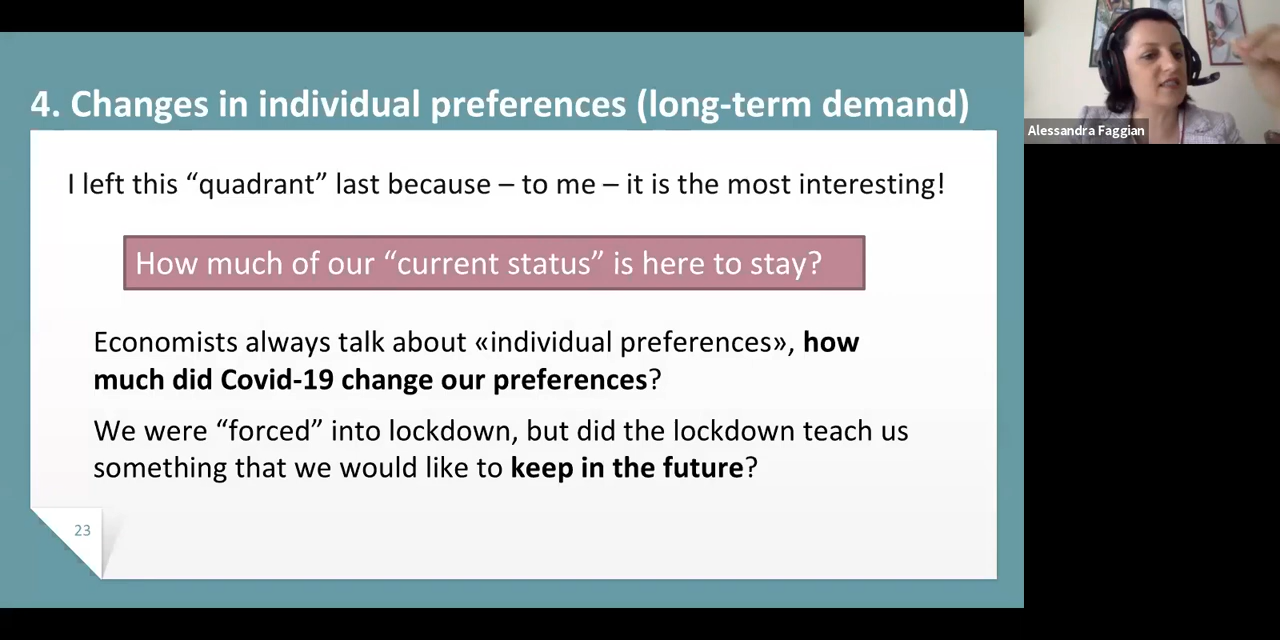 4. Changes in individual preferences (long-term demand)
I left this “quadrant” last because – to me – it is the most interesting!
How much of our “current status” is here to stay?
Economists always talk about «individual preferences», how
much did Covid-19 change our preferences?
We were “forced” into lockdown, but did the lockdown teach us
something that we would like to keep in the future?
23
Alessandra Faggian